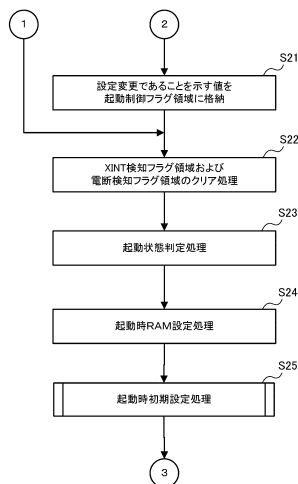 1
2
S21
設定変更であることを示す値を
起動制御フラグ領域に格納
S22
XINT検知フラグ領域および
電断検知フラグ領域のクリア処理
S23
起動状態判定処理
S24
起動時RAM設定処理
S25
起動時初期設定処理
3